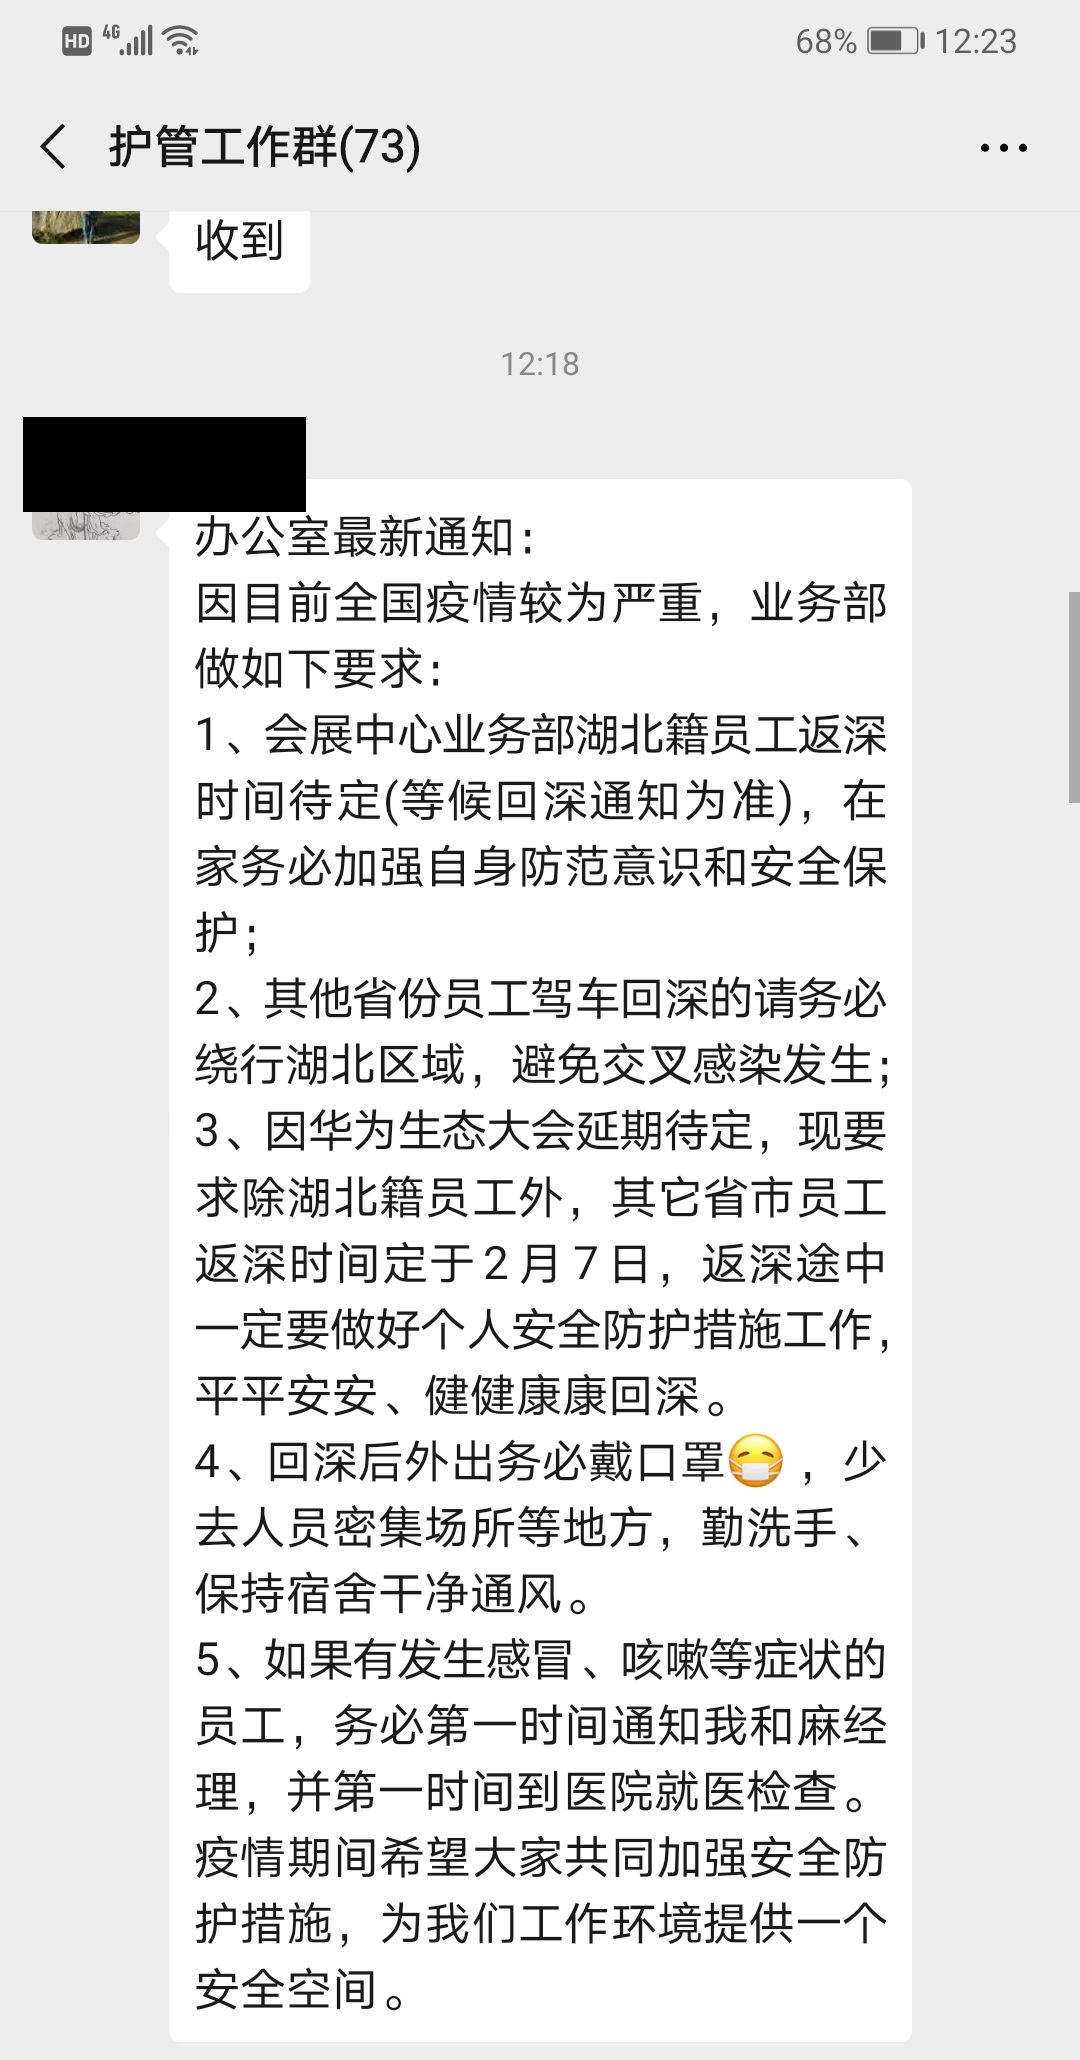 HD 4G 68% 12:23
护管工作群(73)
收到
12:18
办公室最新通知：
因目前全国疫情较为严重，业务部
做如下要求：
1、会展中心业务部湖北籍员工返深
时间待定(等候回深通知为准)，在
家务必加强自身防范意识和安全保
护；
2、其他省份员工驾车回深的请务必
绕行湖北区域，避免交叉感染发生；
3、因华为生态大会延期待定，现要
求除湖北籍员工外，其它省市员工
返深时间定于2月7日，返深途中
一定要做好个人安全防护措施工作，
平平安安、健健康康回深。
4、回深后外出务必戴口罩😷，少
去人员密集场所等地方，勤洗手、
保持宿舍干净通风。
5、如果有发生感冒、咳嗽等症状的
员工，务必第一时间通知我和麻经
理，并第一时间到医院就医检查。
疫情期间希望大家共同加强安全防
护措施，为我们工作环境提供一个
安全空间。